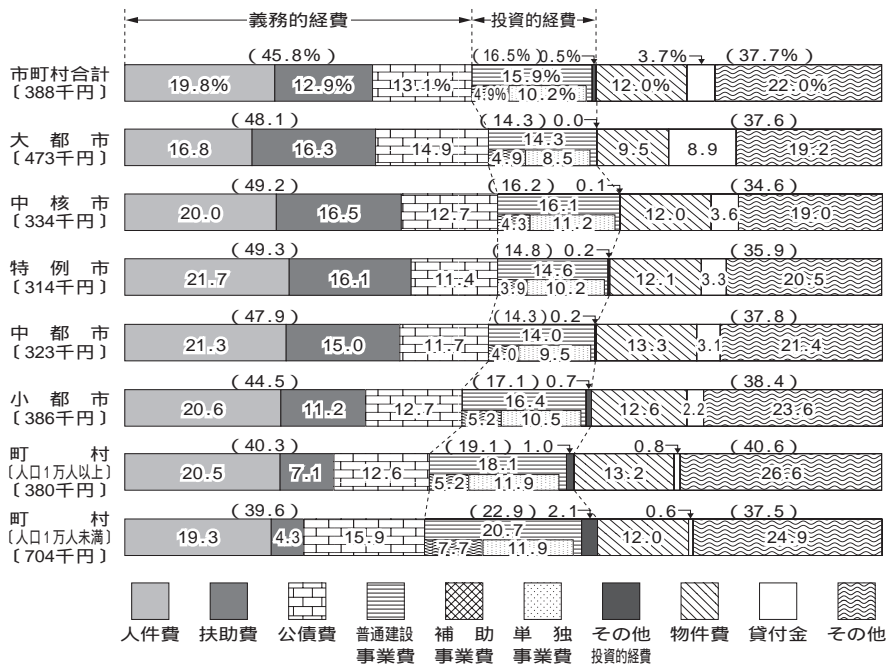 義務的経費 投資的経費
(45.8%) (16.5%) 0.5% 3.7% (37.7%)
市町村合計
〔388千円〕
19.8% 12.9% 13.1% 15.9% 12.0% 22.0%
4.9% 10.2%
(48.1) (14.3) 0.0 (37.6)
大都市
〔473千円〕
16.8 16.3 14.9 14.3 9.5 8.9 19.2
4.9 8.5
(49.2) (16.2) 0.1 (34.6)
中核市
〔334千円〕
20.0 16.5 12.7 16.1 12.0 3.6 19.0
4.3 11.2
(49.3) (14.8) 0.2 (35.9)
特例市
〔314千円〕
21.7 16.1 11.4 14.6 12.1 3.3 20.5
3.9 10.2
(47.9) (14.3) 0.2 (37.8)
中都市
〔323千円〕
21.3 15.0 11.7 14.0 13.3 3.1 21.4
4.0 9.5
(44.5) (17.1) 0.7 (38.4)
小都市
〔386千円〕
20.6 11.2 12.7 16.4 12.6 2.2 23.6
5.2 10.5
(40.3) (19.1) 1.0 0.8 (40.6)
町村
〔人口1万人以上〕
〔380千円〕
20.5 7.1 12.6 18.1 13.2 26.6
5.2 11.9
(39.6) (22.9) 2.1 0.6 (37.5)
町村
〔人口1万人未満〕
〔704千円〕
19.3 4.3 15.9 20.7 12.0 24.9
7.7 11.9
人件費 扶助費 公債費 普通建設事業費 補助事業費 単独事業費 その他投資的経費 物件費 貸付金 その他